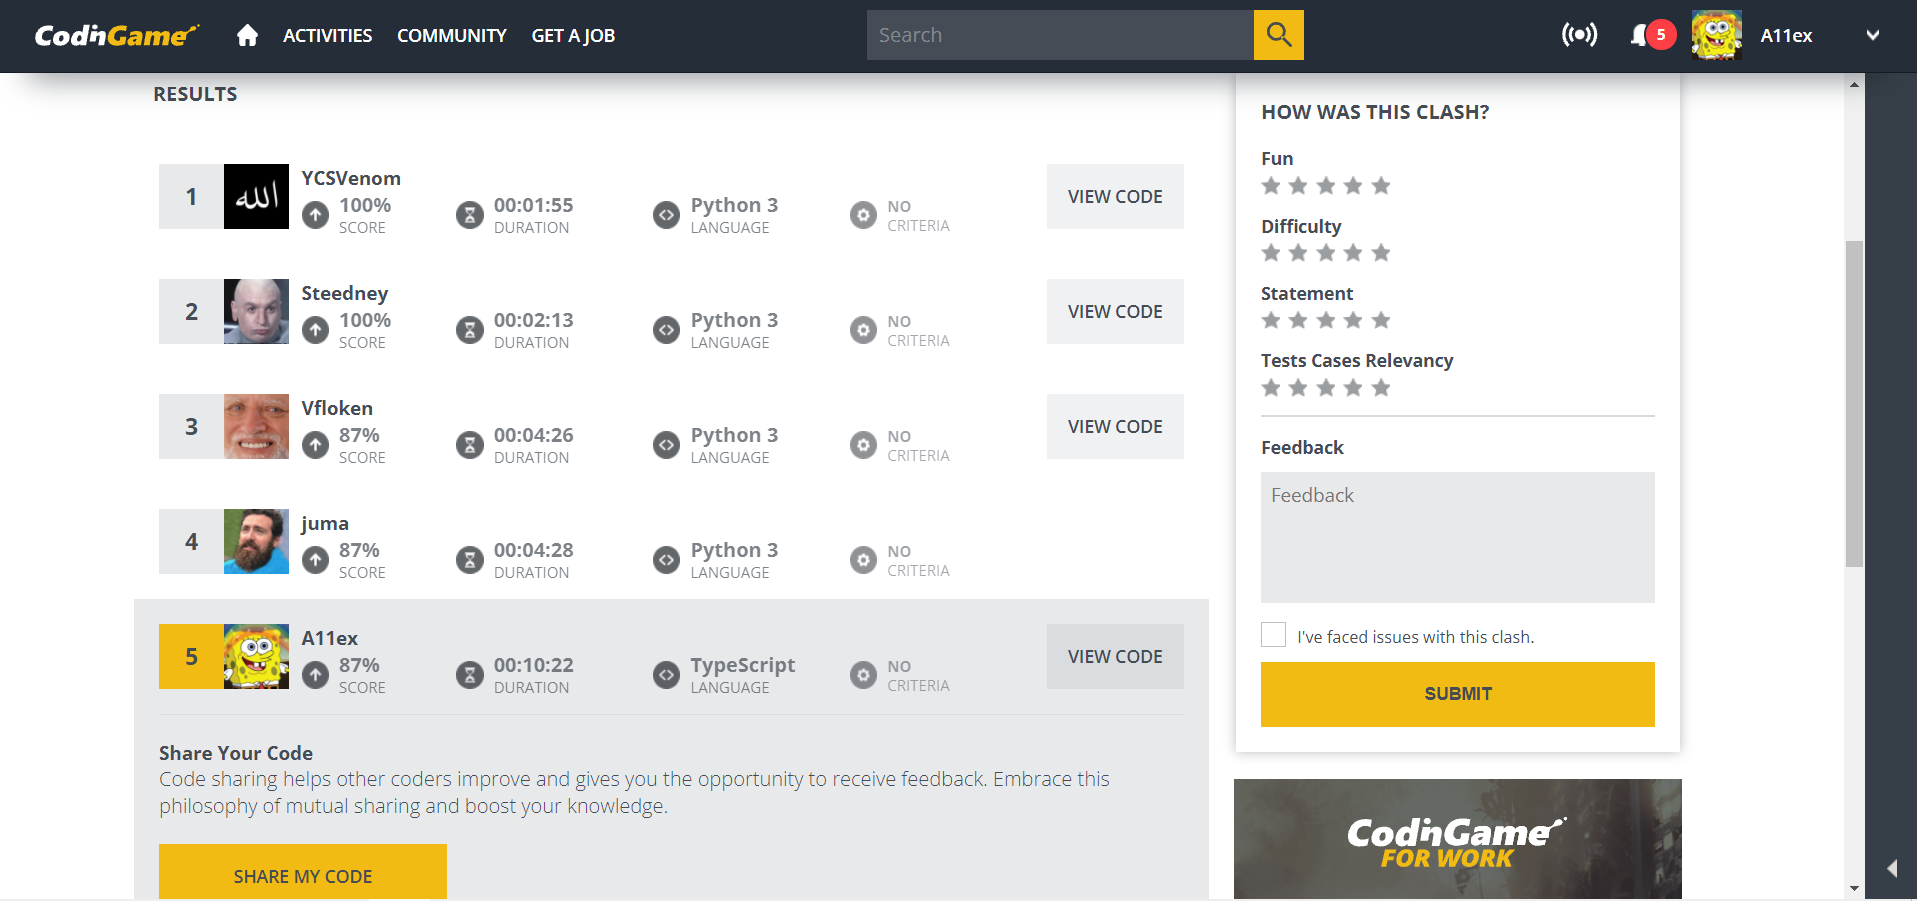 CodinGame
ACTIVITIES
COMMUNITY
GET A JOB
Search
5
A11ex
RESULTS
1
الله
YCSVenom
100%
SCORE
00:01:55
DURATION
Python 3
LANGUAGE
NO
CRITERIA
VIEW CODE
2
Steedney
100%
SCORE
00:02:13
DURATION
Python 3
LANGUAGE
NO
CRITERIA
VIEW CODE
3
Vfloken
87%
SCORE
00:04:26
DURATION
Python 3
LANGUAGE
NO
CRITERIA
VIEW CODE
4
juma
87%
SCORE
00:04:28
DURATION
Python 3
LANGUAGE
NO
CRITERIA
5
A11ex
87%
SCORE
00:10:22
DURATION
TypeScript
LANGUAGE
NO
CRITERIA
VIEW CODE
Share Your Code
Code sharing helps other coders improve and gives you the opportunity to receive feedback. Embrace this
philosophy of mutual sharing and boost your knowledge.
SHARE MY CODE
HOW WAS THIS CLASH?
Fun
Difficulty
Statement
Tests Cases Relevancy
Feedback
Feedback
I've faced issues with this clash.
SUBMIT
CodinGame
FOR WORK